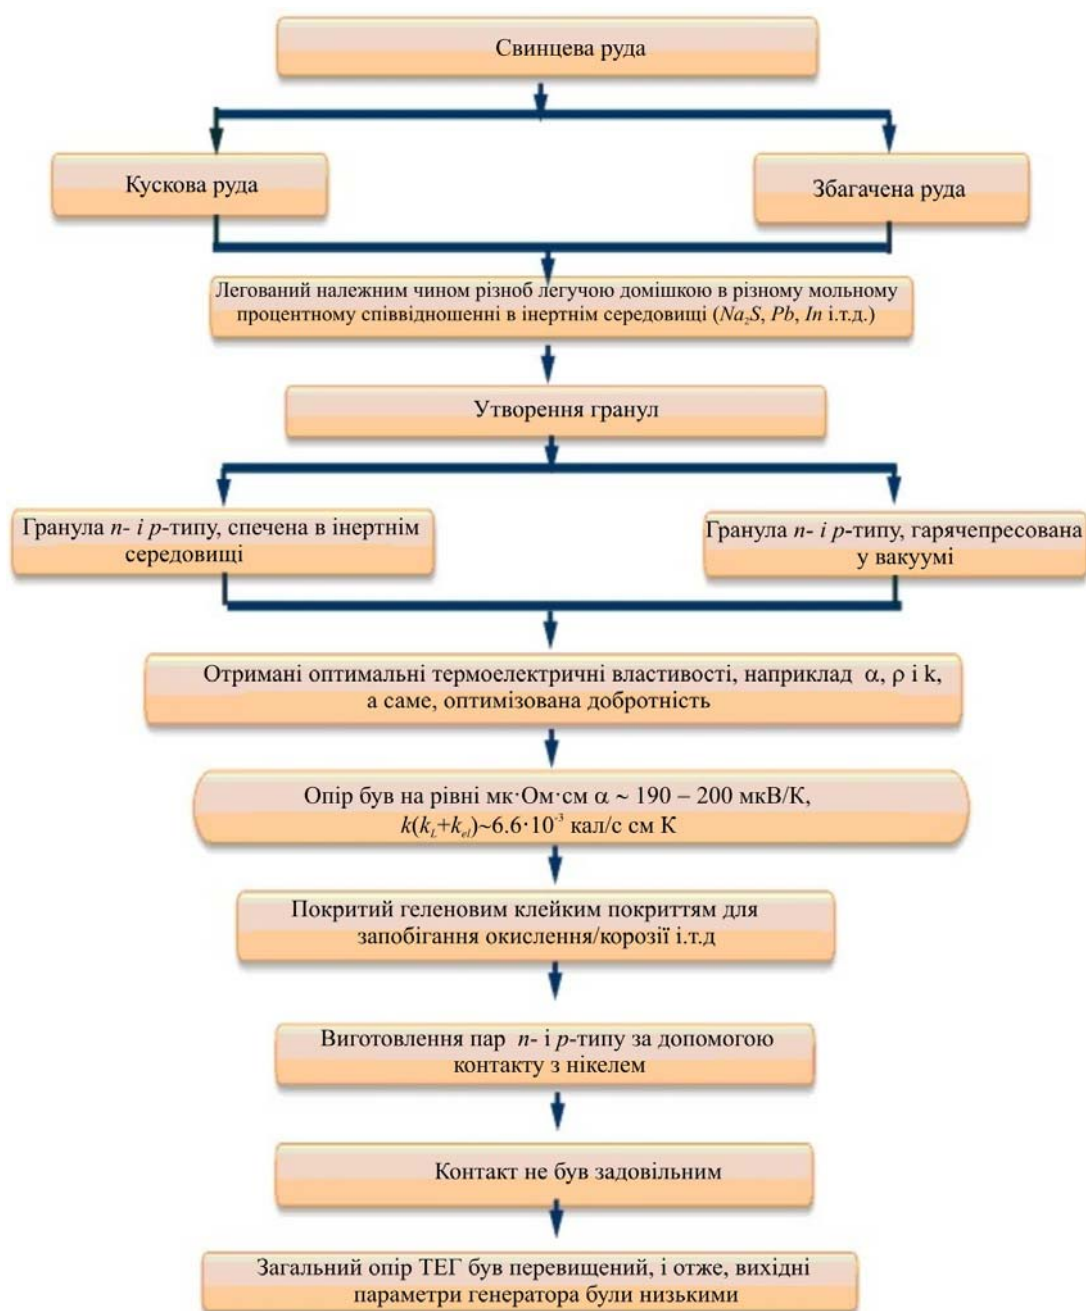 Свинцева руда
Кускова руда
Збагачена руда
Легований належним чином різноб легучою домішкою в різному мольному
процентному співвідношенні в інертнім середовищі (Na₂S, Pb, In і.т.д.)
Утворення гранул
Гранула n- і р-типу, спечена в інертнім
середовищі
Гранула n- і р-типу, гарячепресована
у вакуумі
Отримані оптимальні термоелектричні властивості, наприклад α, ρ і k,
а саме, оптимізована добротність
Опір був на рівні мк·Ом·см α ~ 190 – 200 мкВ/К,
k(k_L+k_el)~6.6·10⁻³ кал/с см К
Покритий геленовим клейким покриттям для
запобігання окислення/корозії і.т.д
Виготовлення пар n- і р-типу за допомогою
контакту з нікелем
Контакт не був задовільним
Загальний опір ТЕГ був перевищений, і отже, вихідні
параметри генератора були низькими